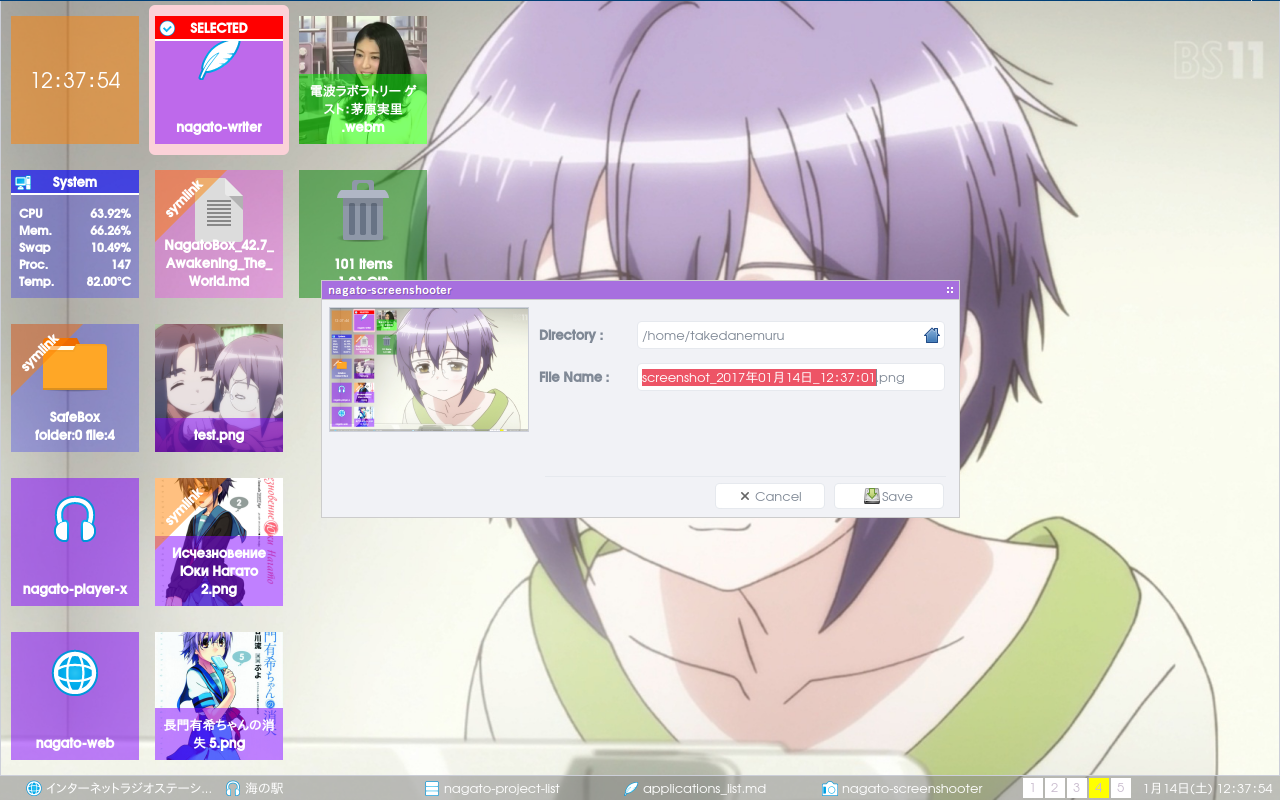 12:37:54
SELECTED
nagato-writer
電波ラボラトリー ゲ
スト：茅原実里
.webm
BS11
System
CPU 63.92%
Mem. 66.26%
Swap 10.49%
Proc. 147
Temp. 82.00°C
symlink
NagatoBox_42.7_
Awakening_The_
World.md
101 Items
symlink
SafeBox
folder:0 file:4
test.png
nagato-player-x
symlink
2
Исчезновение
Юки Нагато
2.png
nagato-web
5
長門有希ちゃんの消
失 5.png
nagato-screenshooter
Directory :
/home/takedanemuru
File Name :
screenshot_2017年01月14日_12:37:01.png
Cancel
Save
インターネットラジオステーシ...
海の駅
nagato-project-list
applications_list.md
nagato-screenshooter
1 2 3 4 5
1月14日(土) 12:37:54